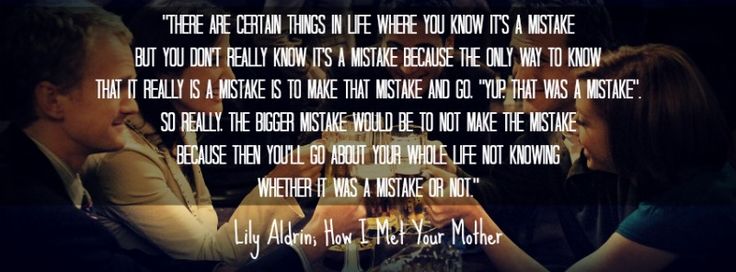 "THERE ARE CERTAIN THINGS IN LIFE WHERE YOU KNOW IT'S A MISTAKE
BUT YOU DON'T REALLY KNOW IT'S A MISTAKE BECAUSE THE ONLY WAY TO KNOW
THAT IT REALLY IS A MISTAKE IS TO MAKE THAT MISTAKE AND GO, "YUP, THAT WAS A MISTAKE".
SO REALLY, THE BIGGER MISTAKE WOULD BE TO NOT MAKE THE MISTAKE
BECAUSE THEN YOU'LL GO ABOUT YOUR WHOLE LIFE NOT KNOWING
WHETHER IT WAS A MISTAKE OR NOT."
Lily Aldrin; How I Met Your Mother